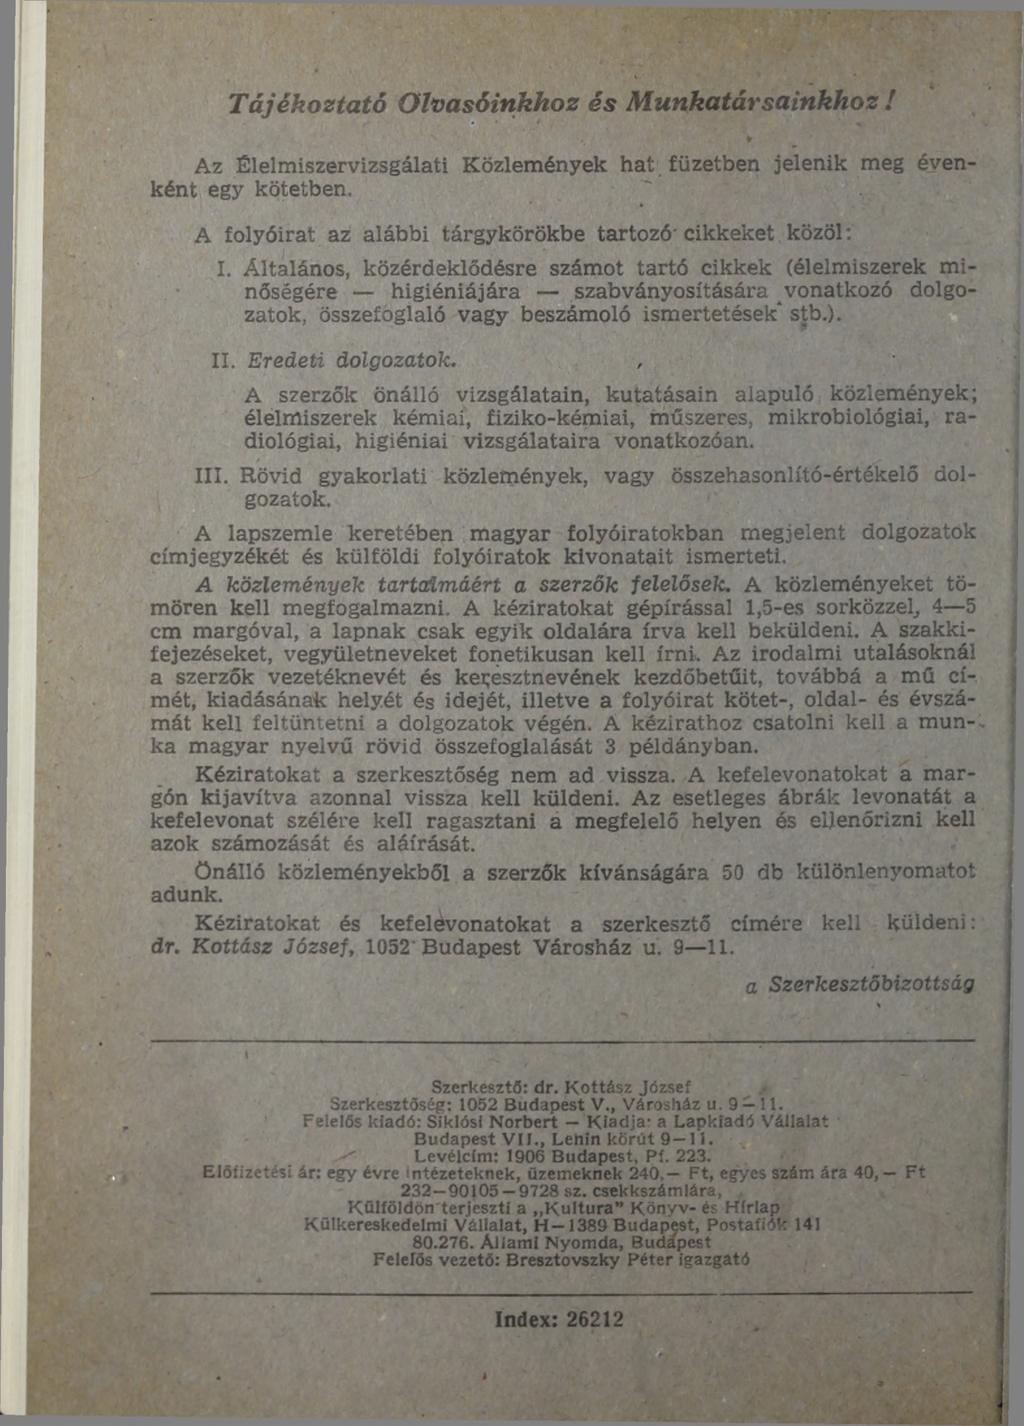 Tájékoztató Olvasóinkhoz és Munkatársainkhoz!
Az Élelmiszervizsgálati Közlemények hat füzetben jelenik meg éven-
ként egy kötetben.
A folyóirat az alábbi tárgykörökbe tartozó cikkeket közöl:
I. Általános, közérdeklődésre számot tartó cikkek (élelmiszerek mi-
nőségére — higiéniájára — szabványosítására vonatkozó dolgo-
zatok, összefoglaló vagy beszámoló ismertetések stb.).
II. Eredeti dolgozatok.
A szerzők önálló vizsgálatain, kutatásain alapuló közlemények;
élelmiszerek kémiai, fiziko-kémiai, műszeres, mikrobiológiai, ra-
diológiai, higiéniai vizsgálataira vonatkozóan.
III. Rövid gyakorlati közlemények, vagy összehasonlító-értékelő dol-
gozatok.
A lapszemle keretében magyar folyóiratokban megjelent dolgozatok
címjegyzékét és külföldi folyóiratok kivonatait ismerteti.
A közlemények tartalmáért a szerzők felelősek. A közleményeket tö-
mören kell megfogalmazni. A kéziratokat gépírással 1,5-es sorközzel, 4—5
cm margóval, a lapnak csak egyik oldalára írva kell beküldeni. A szakki-
fejezéseket, vegyületneveket fonetikusan kell írni. Az irodalmi utalásoknál
a szerzők vezetéknevét és keresztnevének kezdőbetűit, továbbá a mű cí-
mét, kiadásának helyét és idejét, illetve a folyóirat kötet-, oldal- és évszá-
mát kell feltüntetni a dolgozatok végén. A kézirathoz csatolni kell a mun-
ka magyar nyelvű rövid összefoglalását 3 példányban.
Kéziratokat a szerkesztőség nem ad vissza. A kefelevonatokat a mar-
gón kijavítva azonnal vissza kell küldeni. Az esetleges ábrák levonatát a
kefelevonat szélére kell ragasztani a megfelelő helyen és ellenőrizni kell
azok számozását és aláírását.
Önálló közleményekből a szerzők kívánságára 50 db különlenyomatot
adunk.
Kéziratokat és kefelevonatokat a szerkesztő címére kell küldeni:
dr. Kottász József, 1052 Budapest Városház u. 9—11.
a Szerkesztőbizottság
Szerkesztő: dr. Kottász József
Szerkesztőség: 1052 Budapest V., Városház u. 9—11.
Felelős kiadó: Siklósi Norbert — Kiadja: a Lapkiadó Vállalat
Budapest VII., Lenin körút 9—11.
Levélcím: 1906 Budapest, Pf. 223.
Előfizetési ár: egy évre intézeteknek, üzemeknek 240,— Ft, egyes szám ára 40,— Ft
232—90105—9728 sz. csekkszámlára,
Külföldön terjeszti a „Kultura” Könyv- és Hírlap
Külkereskedelmi Vállalat, H—1389 Budapest, Postafiók 141
80.276. Állami Nyomda, Budapest
Felelős vezető: Bresztovszky Péter igazgató
Index: 26212